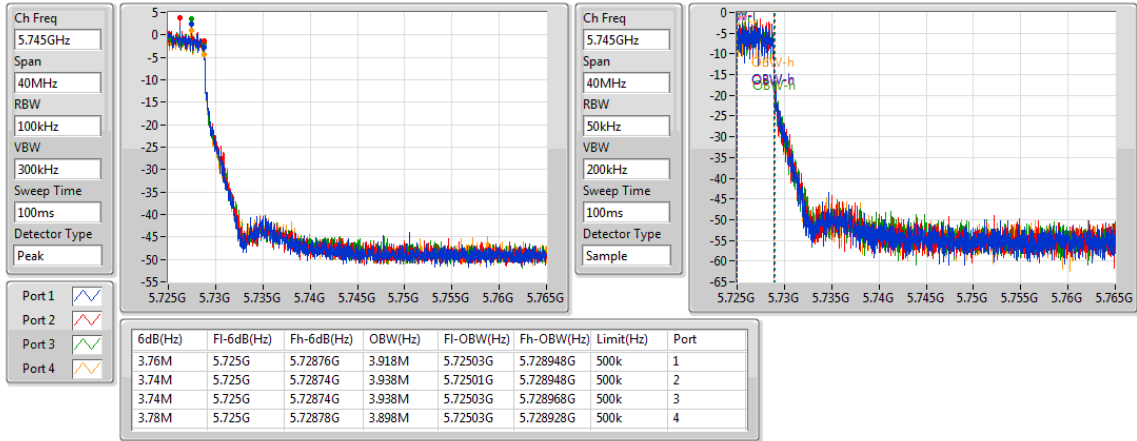 Ch Freq
5.745GHz
Span
40MHz
RBW
100kHz
VBW
300kHz
Sweep Time
100ms
Detector Type
Peak
5
0
-5
-10
-15
-20
-25
-30
-35
-40
-45
-50
-55
5.725G 5.73G 5.735G 5.74G 5.745G 5.75G 5.755G 5.76G 5.765G
Ch Freq
5.745GHz
Span
40MHz
RBW
50kHz
VBW
200kHz
Sweep Time
100ms
Detector Type
Sample
0
-5
-10
-15
-20
-25
-30
-35
-40
-45
-50
-55
-60
-65
OBW-h
OBW-h
OBW-h
5.725G 5.73G 5.735G 5.74G 5.745G 5.75G 5.755G 5.76G 5.765G
Port 1
Port 2
Port 3
Port 4
6dB(Hz) Fl-6dB(Hz) Fh-6dB(Hz) OBW(Hz) Fl-OBW(Hz) Fh-OBW(Hz) Limit(Hz) Port
3.76M 5.725G 5.72876G 3.918M 5.72503G 5.728948G 500k 1
3.74M 5.725G 5.72874G 3.938M 5.72501G 5.728948G 500k 2
3.74M 5.725G 5.72874G 3.938M 5.72503G 5.728968G 500k 3
3.78M 5.725G 5.72878G 3.898M 5.72503G 5.728928G 500k 4